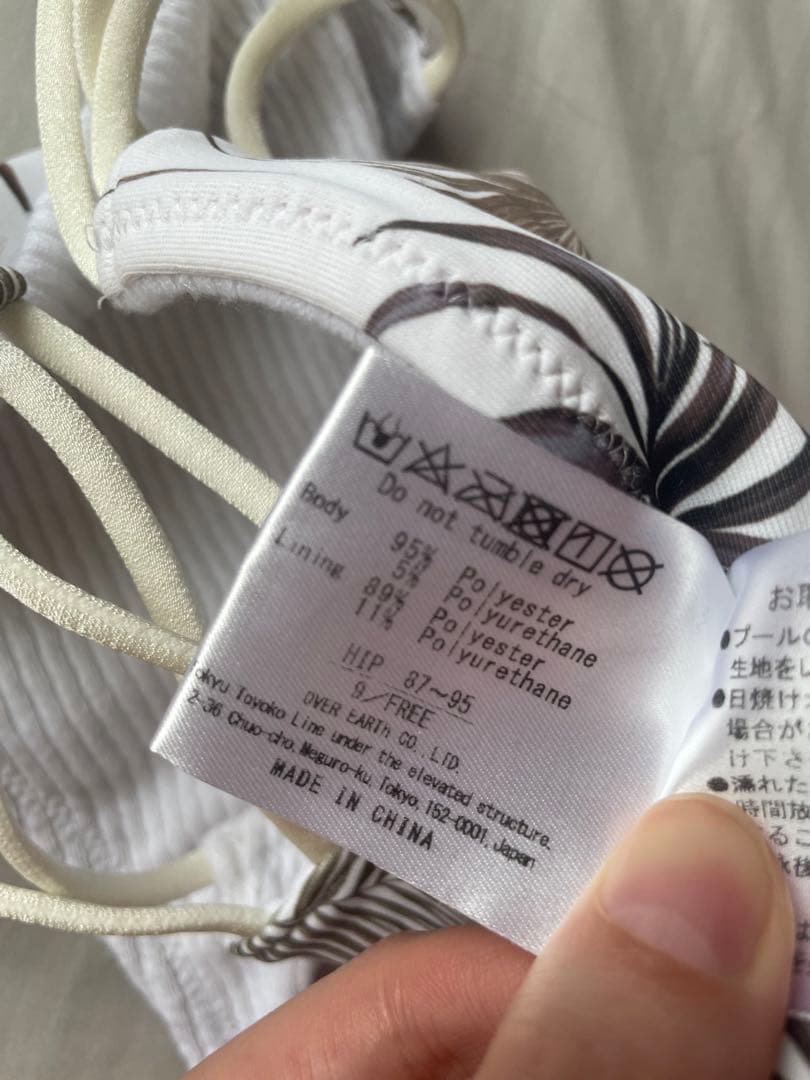 Do not tumble dry
Body 95% Polyester
5% Polyurethane
Lining 89% Polyester
11% Polyurethane
HIP 87~95
9/FREE
OVER EARTH CO., LTD.
Tokyu Toyoko Line under the elevated structure,
2-36 Chuo-cho, Meguro-ku, Tokyo, 152-0001, Japan
MADE IN CHINA
お取
●プールの
生地をい
●日焼け
場合が
け下さ
●濡れた
時間放
るこ